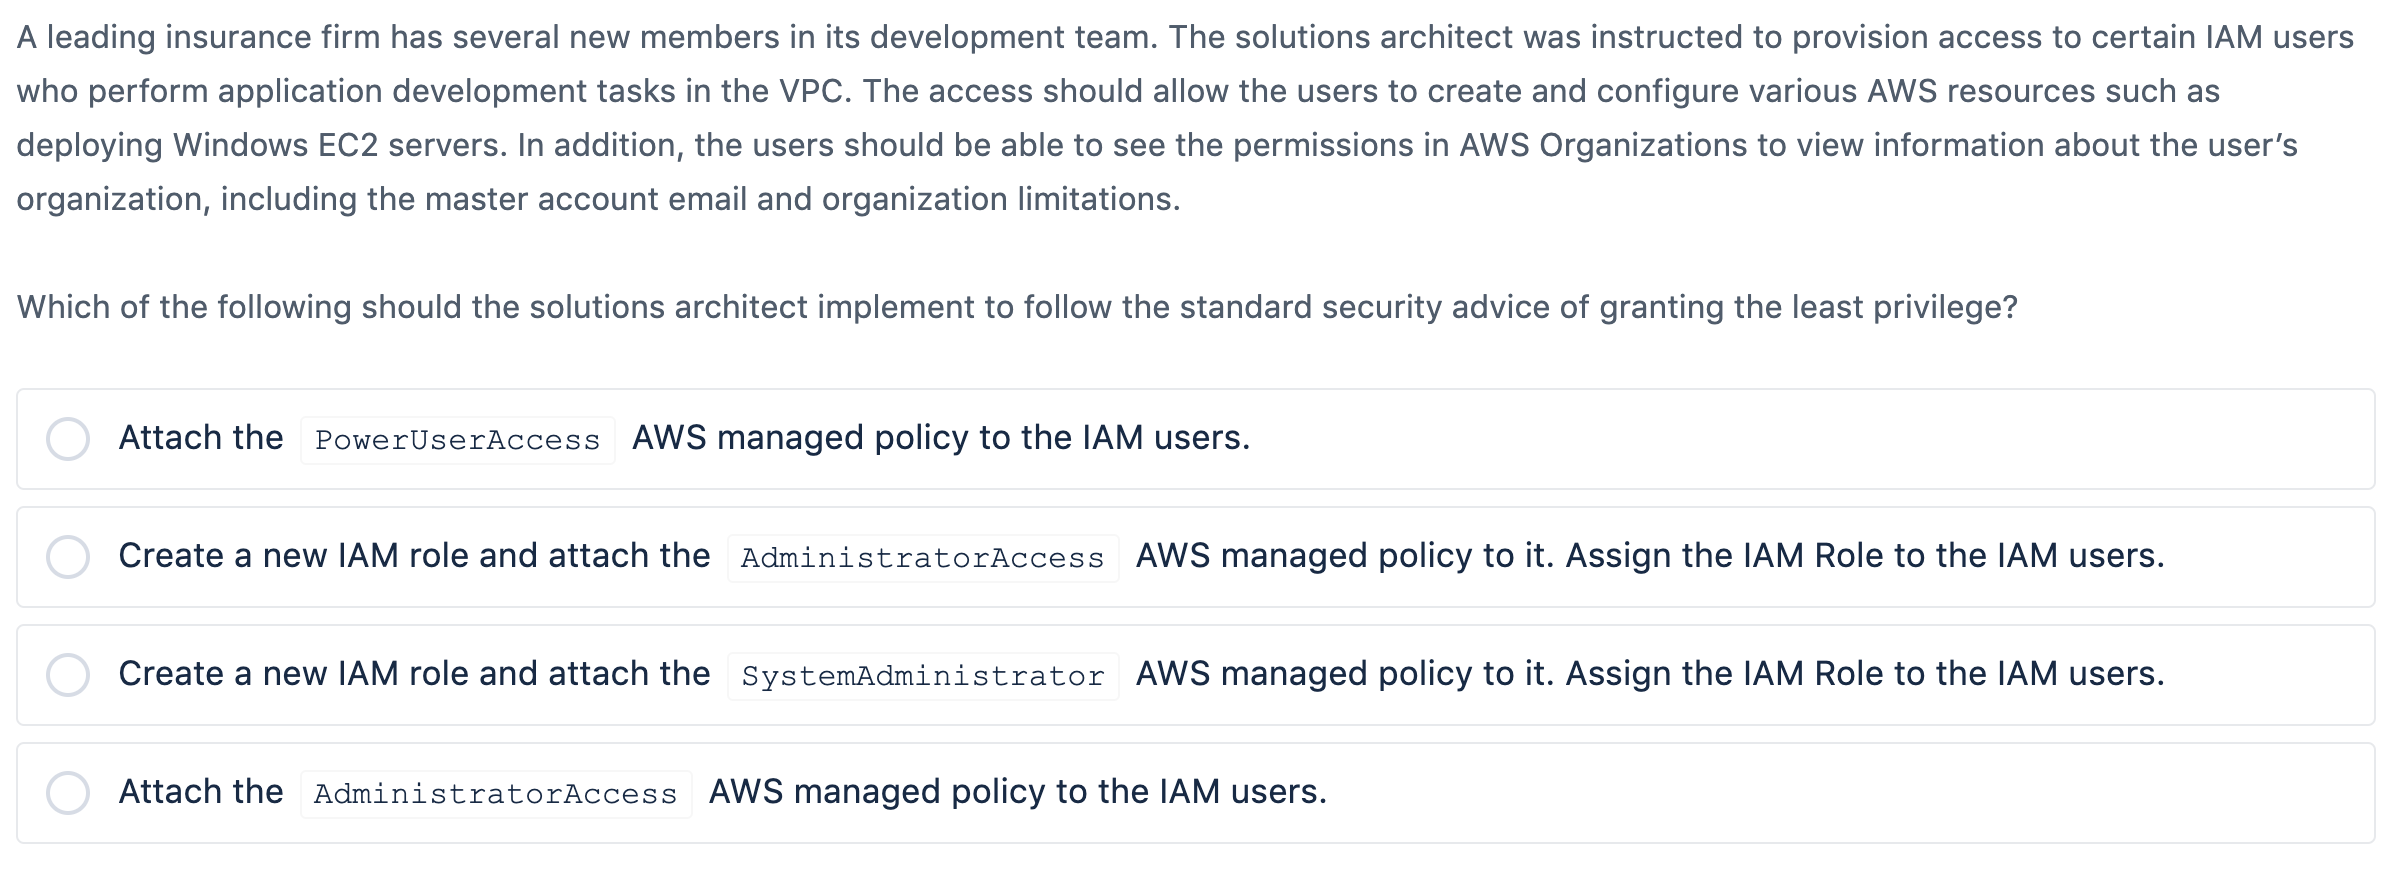 A leading insurance firm has several new members in its development team. The solutions architect was instructed to provision access to certain IAM users
who perform application development tasks in the VPC. The access should allow the users to create and configure various AWS resources such as
deploying Windows EC2 servers. In addition, the users should be able to see the permissions in AWS Organizations to view information about the user’s
organization, including the master account email and organization limitations.
Which of the following should the solutions architect implement to follow the standard security advice of granting the least privilege?
Attach the PowerUserAccess AWS managed policy to the IAM users.
Create a new IAM role and attach the AdministratorAccess AWS managed policy to it. Assign the IAM Role to the IAM users.
Create a new IAM role and attach the SystemAdministrator AWS managed policy to it. Assign the IAM Role to the IAM users.
Attach the AdministratorAccess AWS managed policy to the IAM users.